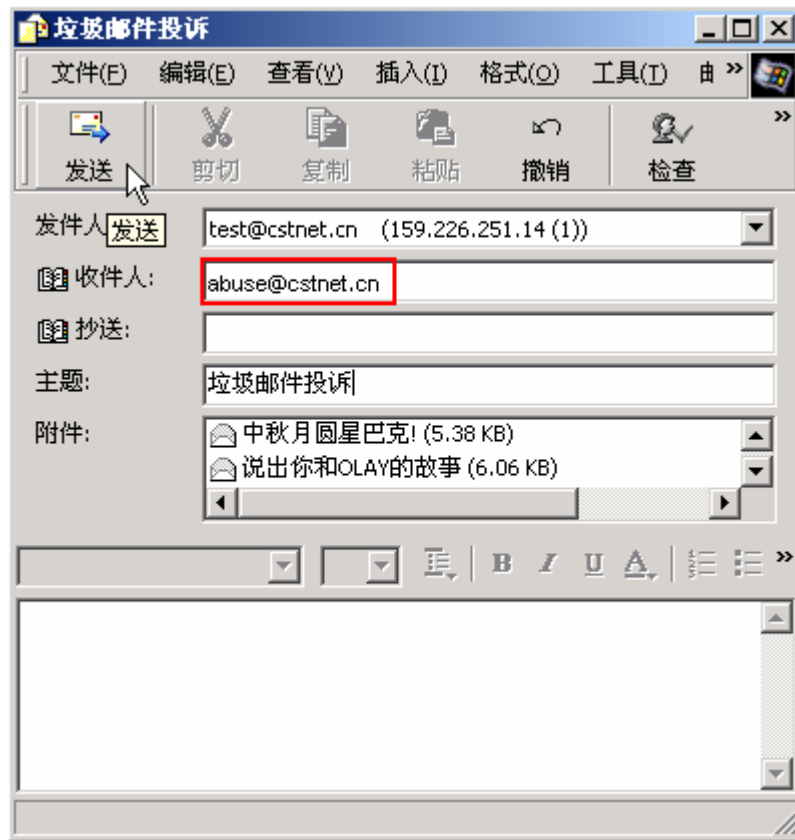 垃圾邮件投诉
文件(F) 编辑(E) 查看(V) 插入(I) 格式(O) 工具(T) 由 »
»
发送 剪切 复制 粘贴 撤销 检查
发件人 发送 test@cstnet.cn (159.226.251.14 (1))
收件人: abuse@cstnet.cn
抄送:
主题: 垃圾邮件投诉
附件: 中秋月圆星巴克! (5.38 KB)
说出你和OLAY的故事 (6.06 KB)
B I U A »